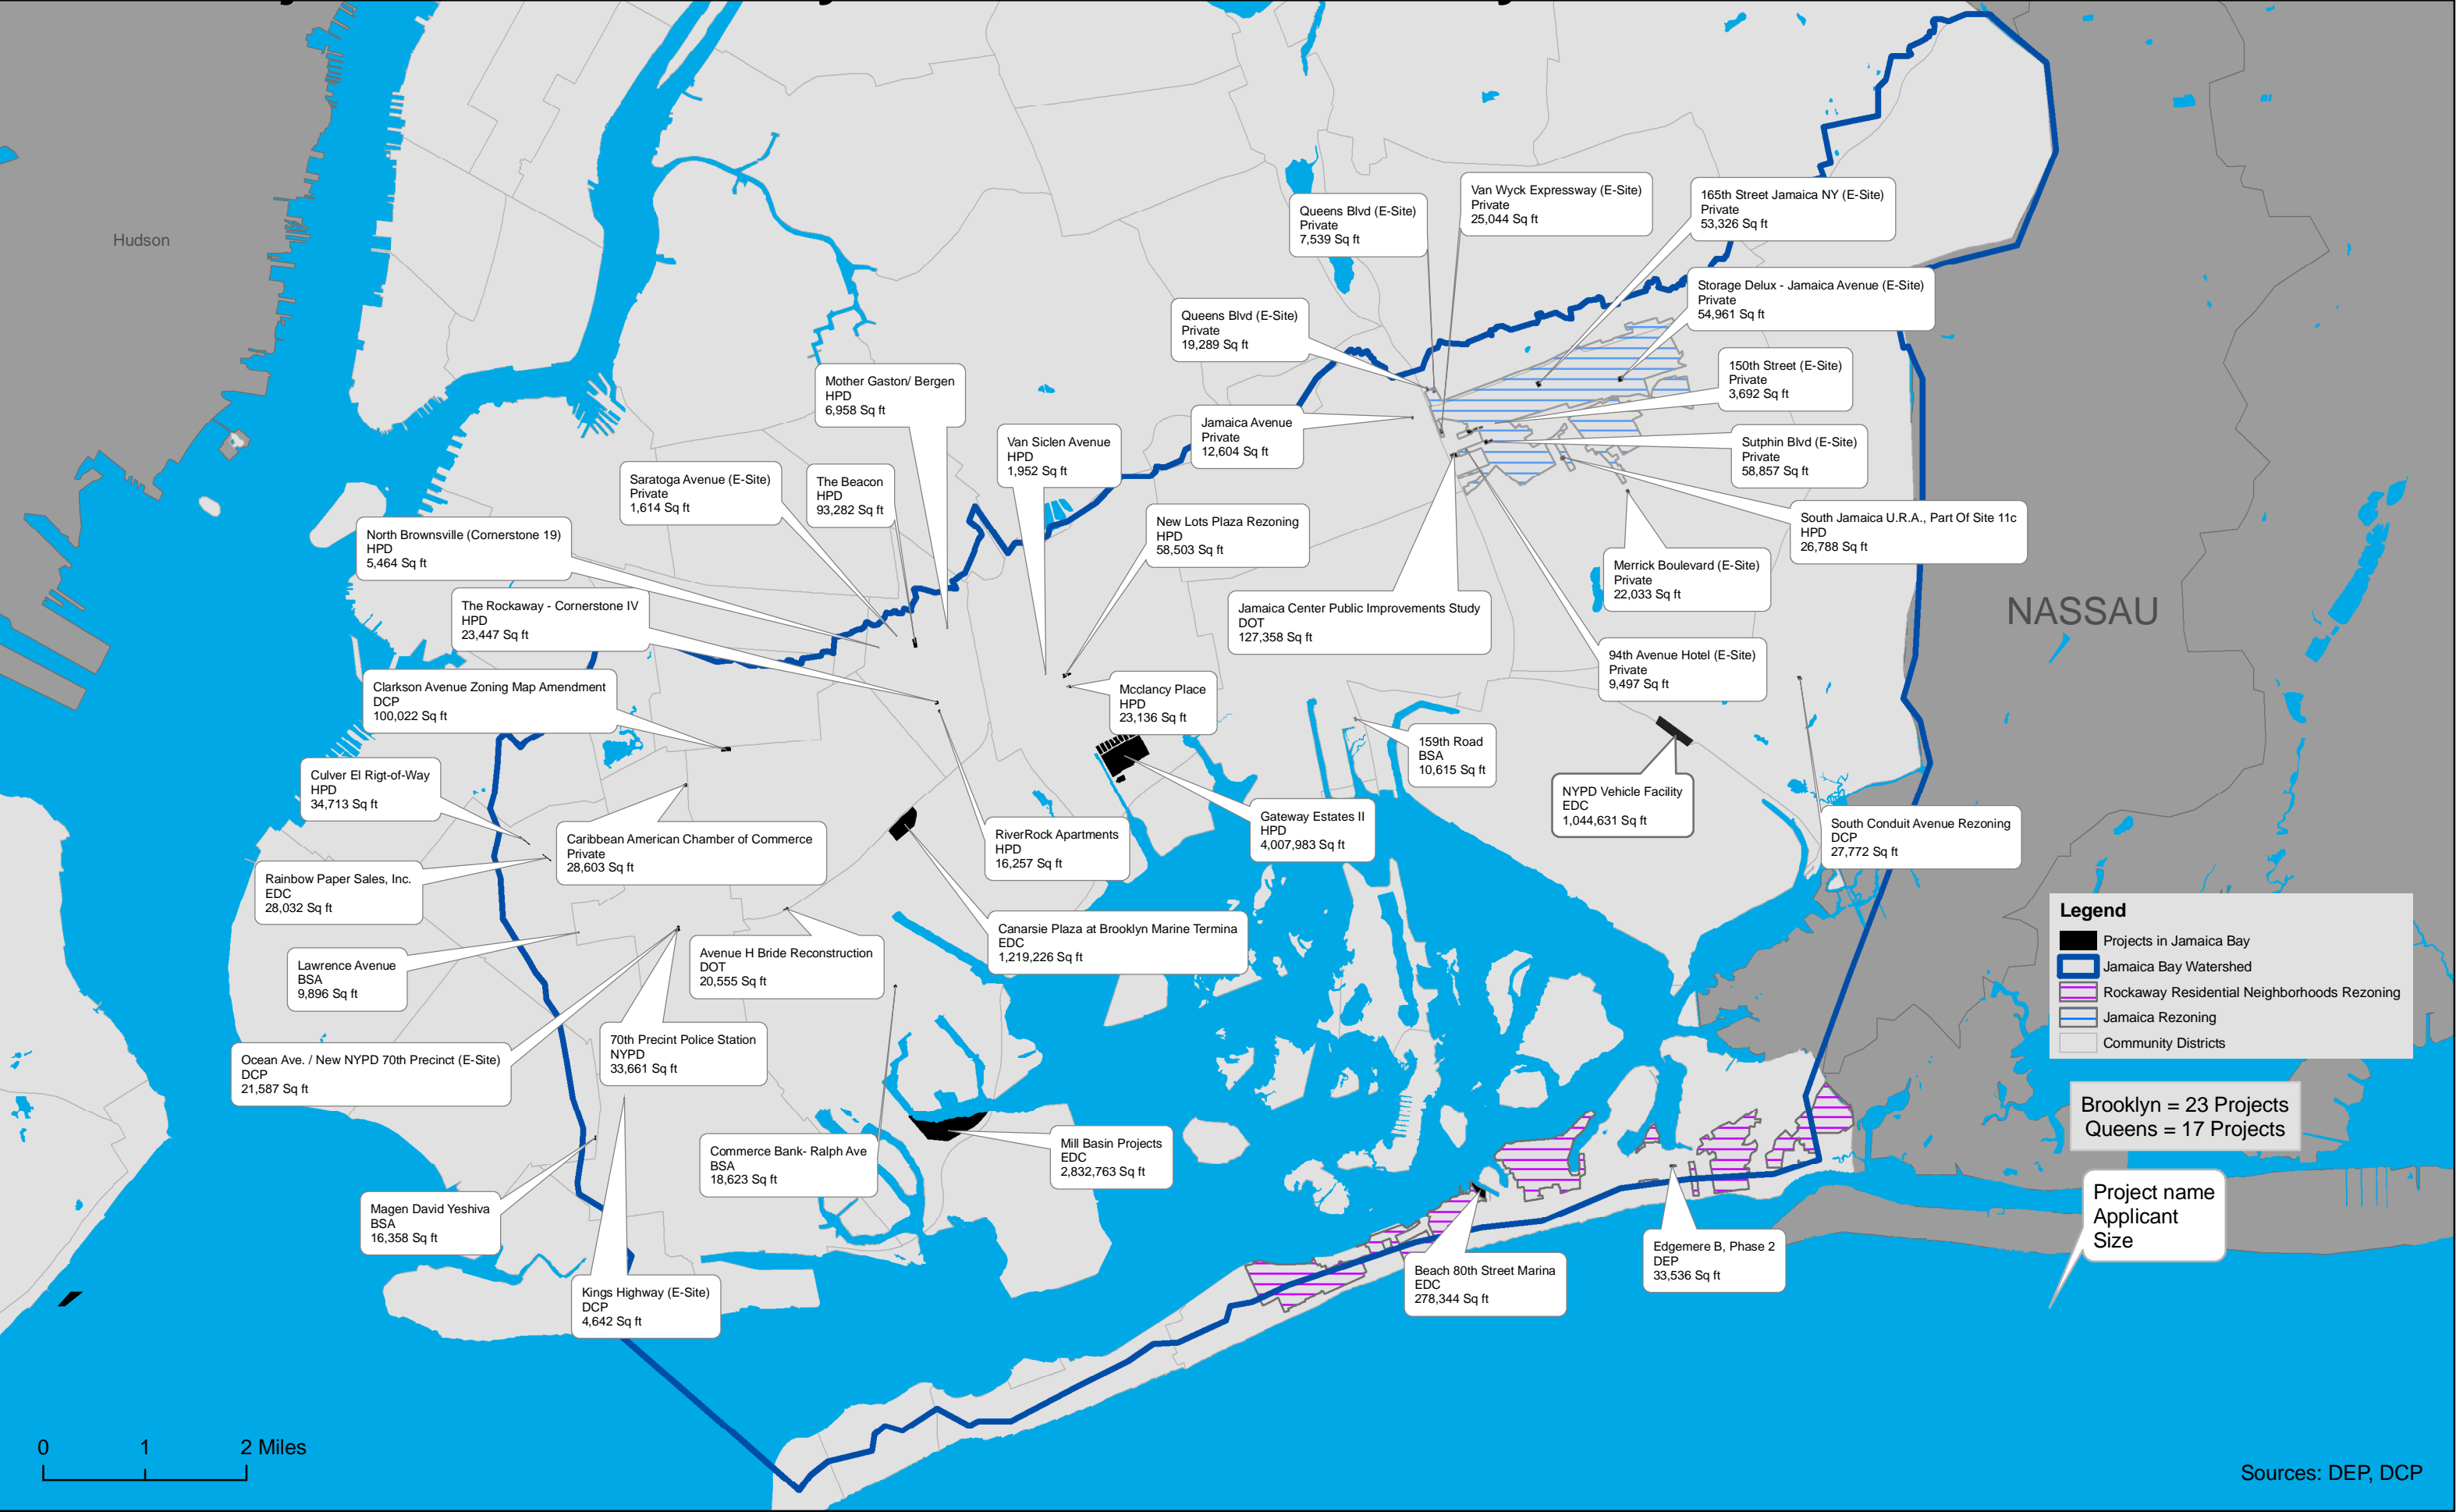 Hudson
NASSAU
Queens Blvd (E-Site)
Private
7,539 Sq ft
Van Wyck Expressway (E-Site)
Private
25,044 Sq ft
165th Street Jamaica NY (E-Site)
Private
53,326 Sq ft
Storage Delux - Jamaica Avenue (E-Site)
Private
54,961 Sq ft
Queens Blvd (E-Site)
Private
19,289 Sq ft
150th Street (E-Site)
Private
3,692 Sq ft
Mother Gaston/ Bergen
HPD
6,958 Sq ft
Jamaica Avenue
Private
12,604 Sq ft
Van Siclen Avenue
HPD
1,952 Sq ft
Sutphin Blvd (E-Site)
Private
58,857 Sq ft
Saratoga Avenue (E-Site)
Private
1,614 Sq ft
The Beacon
HPD
93,282 Sq ft
New Lots Plaza Rezoning
HPD
58,503 Sq ft
South Jamaica U.R.A., Part Of Site 11c
HPD
26,788 Sq ft
North Brownsville (Cornerstone 19)
HPD
5,464 Sq ft
Merrick Boulevard (E-Site)
Private
22,033 Sq ft
The Rockaway - Cornerstone IV
HPD
23,447 Sq ft
Jamaica Center Public Improvements Study
DOT
127,358 Sq ft
94th Avenue Hotel (E-Site)
Private
9,497 Sq ft
Clarkson Avenue Zoning Map Amendment
DCP
100,022 Sq ft
Mcclancy Place
HPD
23,136 Sq ft
159th Road
BSA
10,615 Sq ft
Culver El Rigt-of-Way
HPD
34,713 Sq ft
NYPD Vehicle Facility
EDC
1,044,631 Sq ft
Gateway Estates II
HPD
4,007,983 Sq ft
South Conduit Avenue Rezoning
DCP
27,772 Sq ft
Caribbean American Chamber of Commerce
Private
28,603 Sq ft
RiverRock Apartments
HPD
16,257 Sq ft
Rainbow Paper Sales, Inc.
EDC
28,032 Sq ft
Canarsie Plaza at Brooklyn Marine Termina
EDC
1,219,226 Sq ft
Avenue H Bride Reconstruction
DOT
20,555 Sq ft
Lawrence Avenue
BSA
9,896 Sq ft
70th Precint Police Station
NYPD
33,661 Sq ft
Ocean Ave. / New NYPD 70th Precinct (E-Site)
DCP
21,587 Sq ft
Commerce Bank- Ralph Ave
BSA
18,623 Sq ft
Mill Basin Projects
EDC
2,832,763 Sq ft
Magen David Yeshiva
BSA
16,358 Sq ft
Kings Highway (E-Site)
DCP
4,642 Sq ft
Beach 80th Street Marina
EDC
278,344 Sq ft
Edgemere B, Phase 2
DEP
33,536 Sq ft
Legend
Projects in Jamaica Bay
Jamaica Bay Watershed
Rockaway Residential Neighborhoods Rezoning
Jamaica Rezoning
Community Districts
Brooklyn = 23 Projects
Queens = 17 Projects
Project name
Applicant
Size
0 1 2 Miles
Sources: DEP, DCP